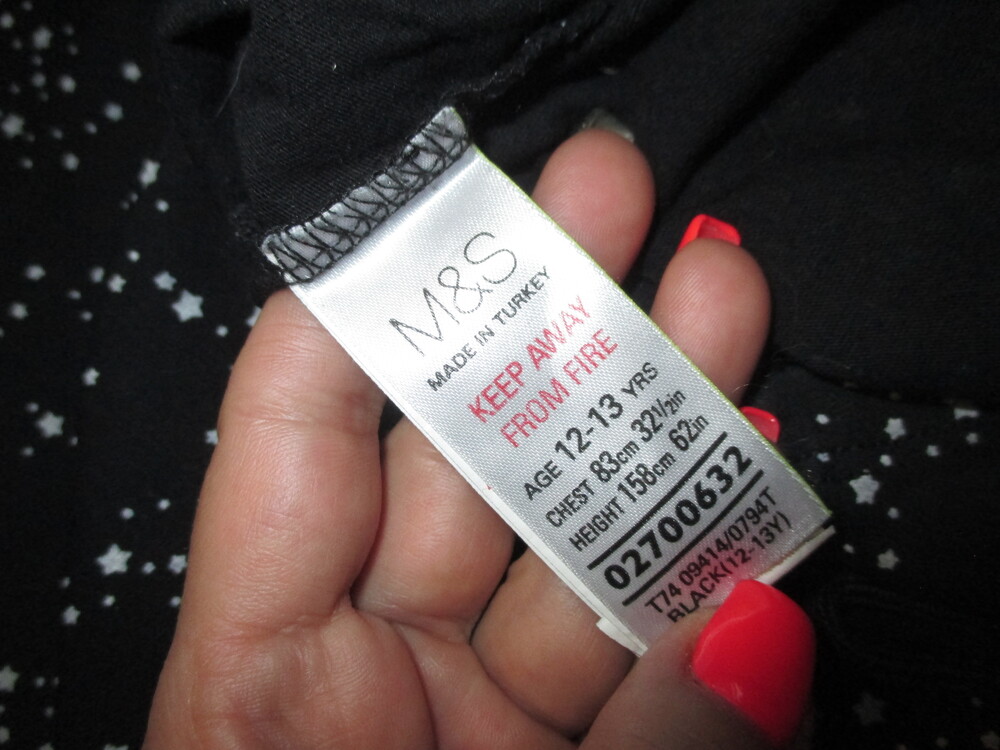 M&S
MADE IN TURKEY
KEEP AWAY
FROM FIRE
AGE 12-13 YRS
CHEST 83cm 32½in
HEIGHT 158cm 62in
02700632
T74 09414/0794T
BLACK(12-13Y)